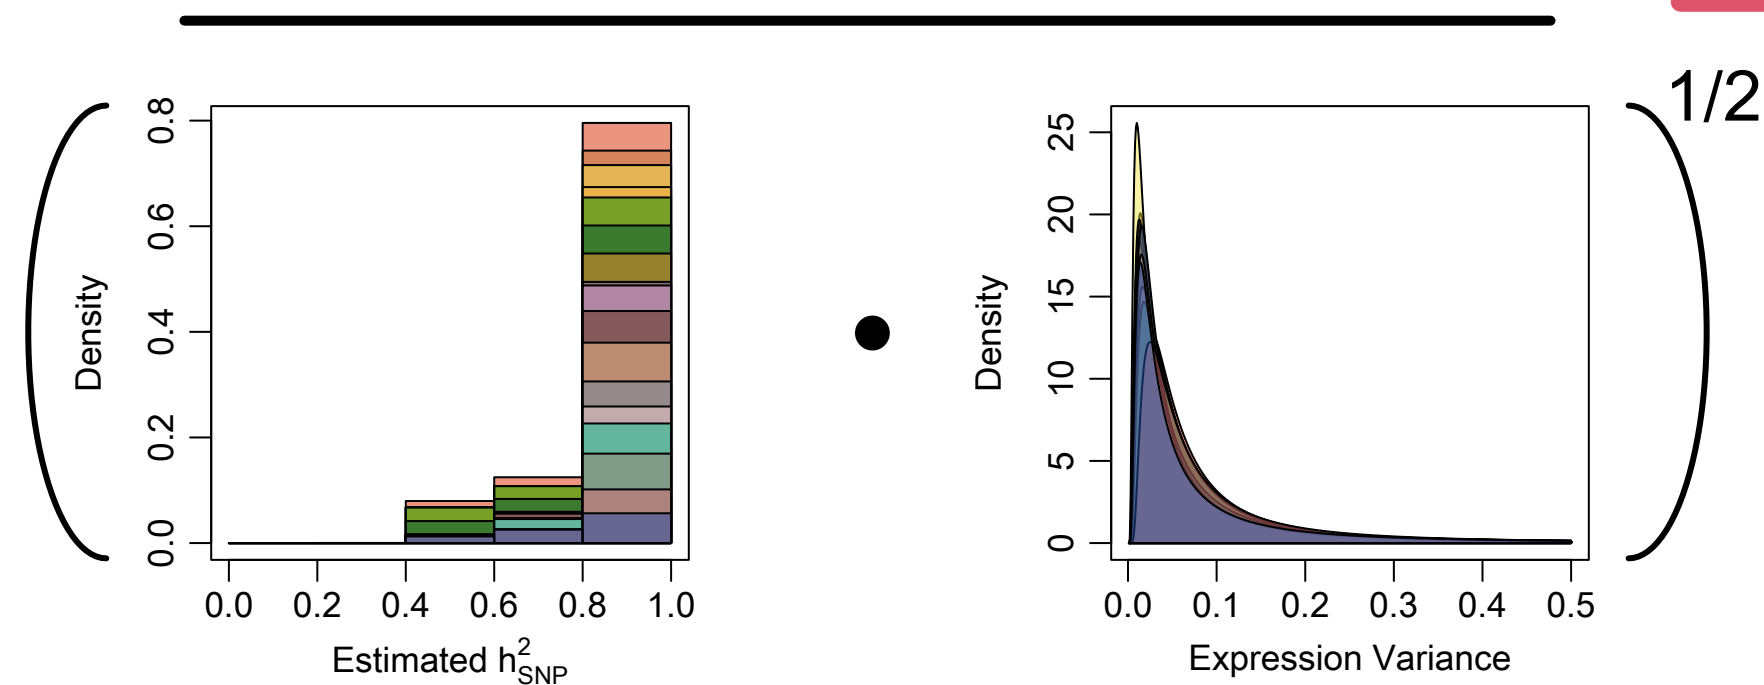 1/2
Density
0.0 0.2 0.4 0.6 0.8
0.0 0.2 0.4 0.6 0.8 1.0
Estimated h²SNP
Density
0 5 10 15 20 25
0.0 0.1 0.2 0.3 0.4 0.5
Expression Variance